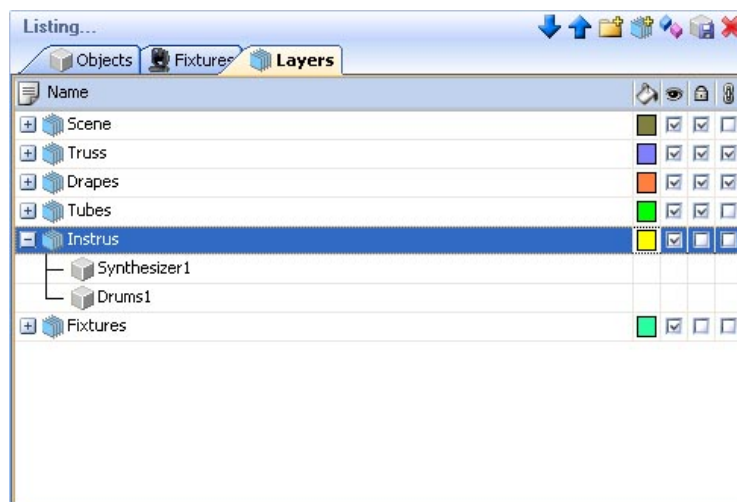 Listing...
Objects Fixtures Layers
Name
Scene
Truss
Drapes
Tubes
Instrus
Synthesizer1
Drums1
Fixtures